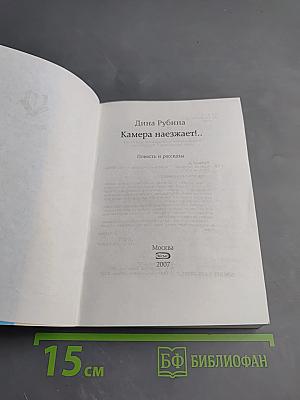 Дина Рубина
Камера наезжает!..
Повесть и рассказы
Москва
2007
15 см
БФ БИБЛИОФАН